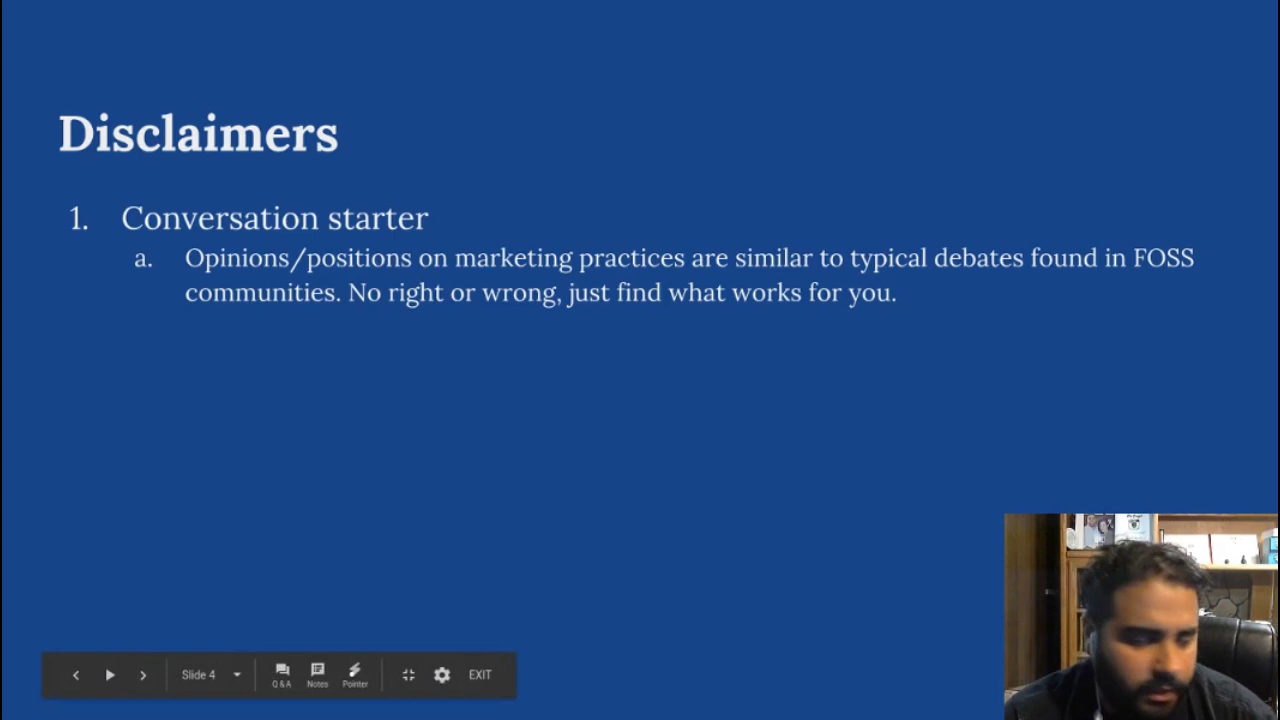 Disclaimers
1. Conversation starter
a. Opinions/positions on marketing practices are similar to typical debates found in FOSS
communities. No right or wrong, just find what works for you.
Slide 4
Q & A
Notes
Pointer
EXIT